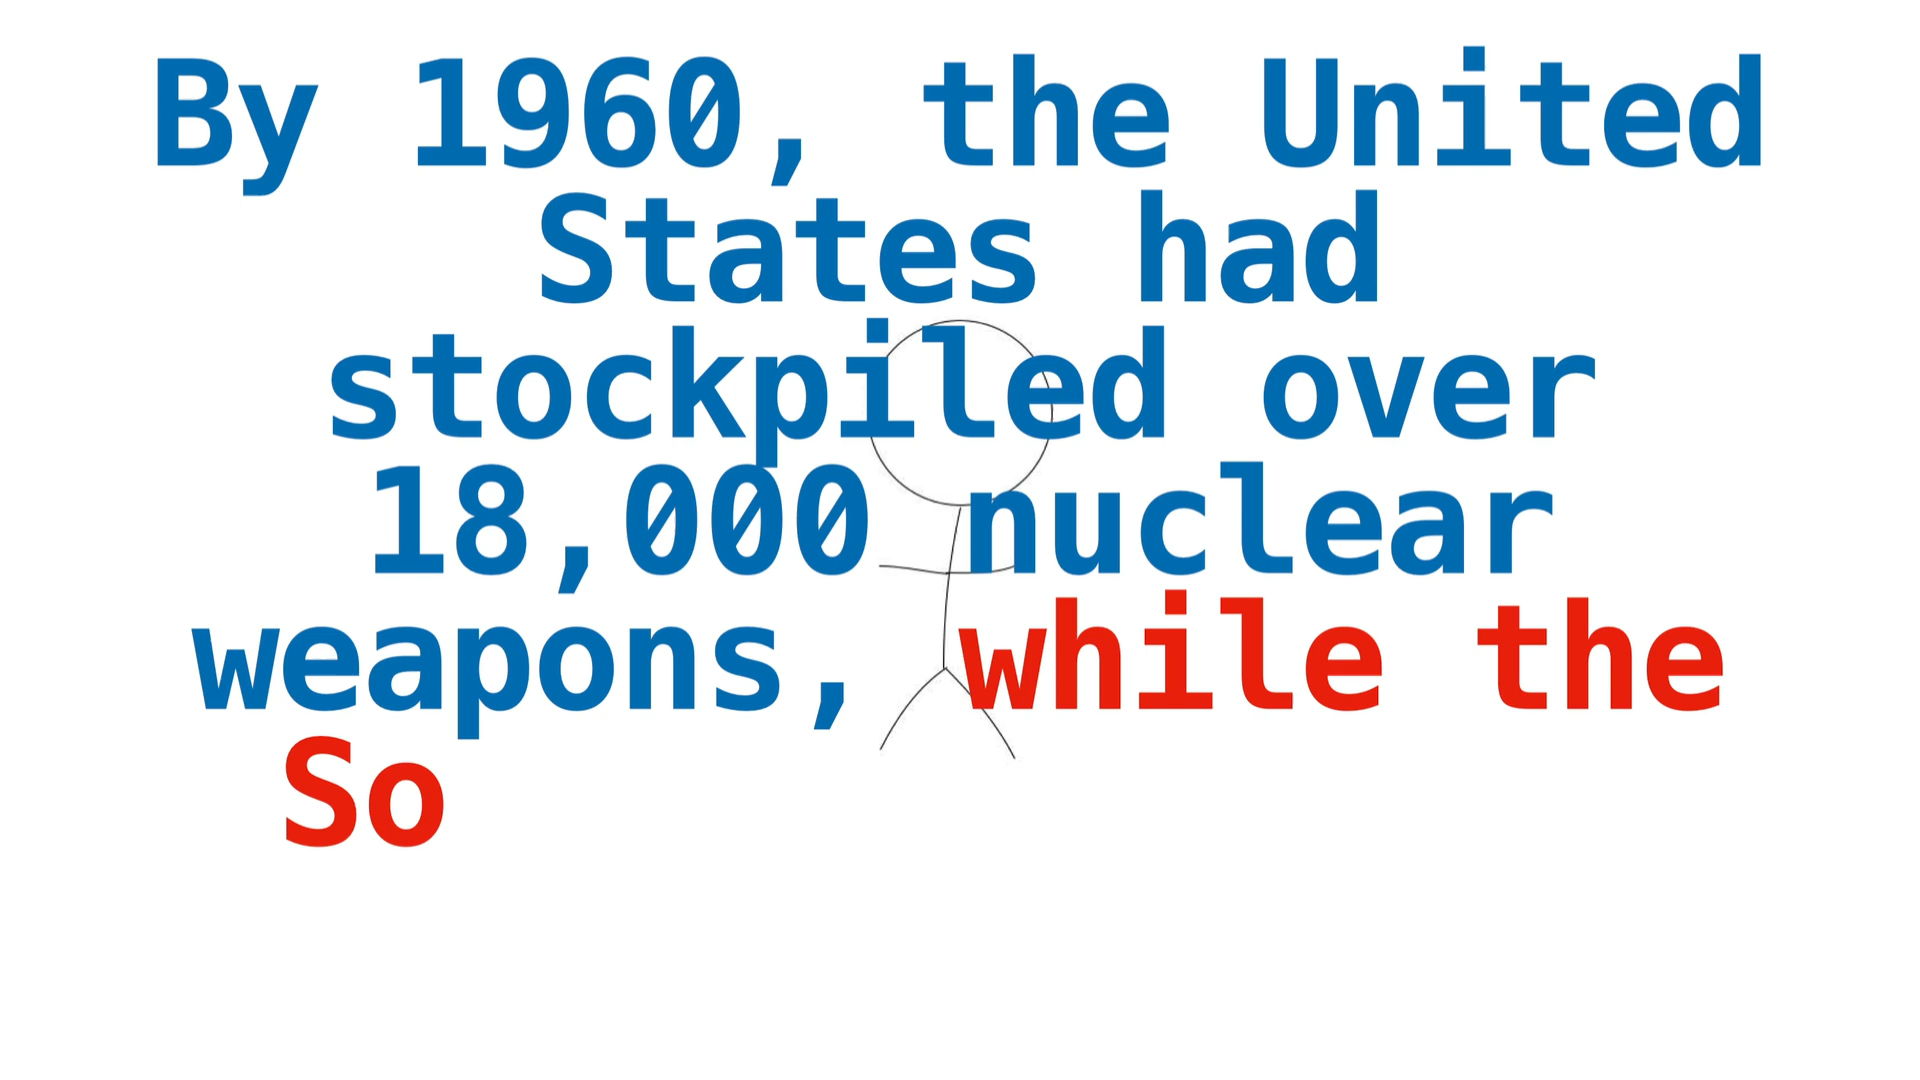 By 1960, the United
States had
stockpiled over
18,000 nuclear
weapons, while the
So